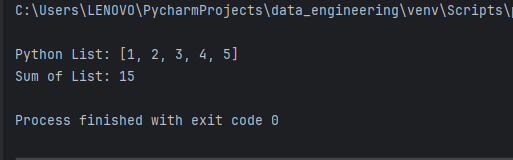 C:\Users\LENOVO\PycharmProjects\data_engineering\venv\Scripts\
Python List: [1, 2, 3, 4, 5]
Sum of List: 15
Process finished with exit code 0